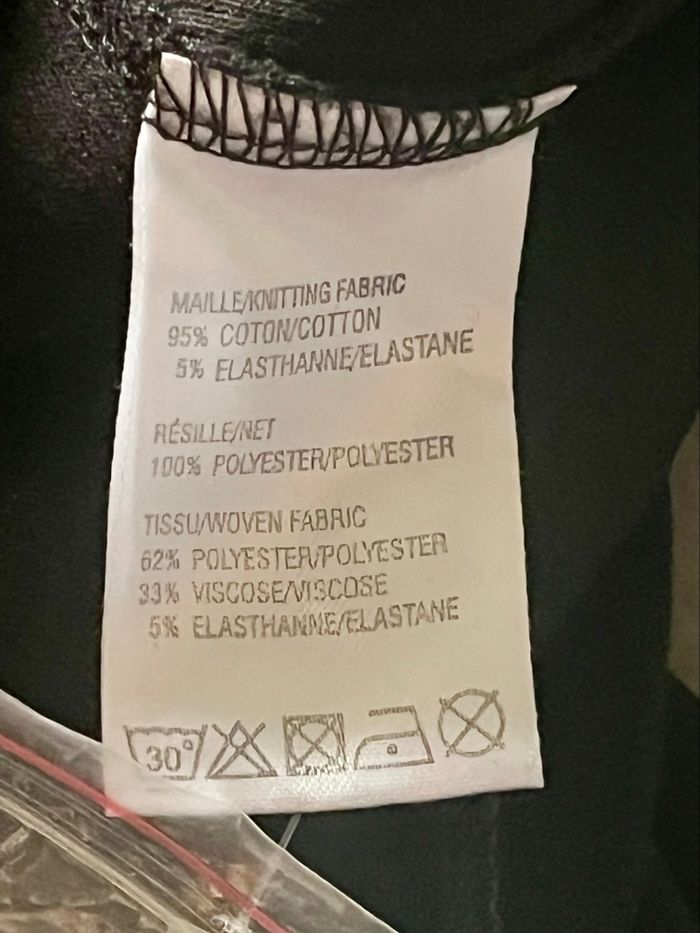 MAILLE/KNITTING FABRIC
95% COTON/COTTON
5% ELASTHANNE/ELASTANE
RÉSILLE/NET
100% POLYESTER/POLYESTER
TISSU/WOVEN FABRIC
62% POLYESTER/POLYESTER
33% VISCOSE/VISCOSE
5% ELASTHANNE/ELASTANE
30°